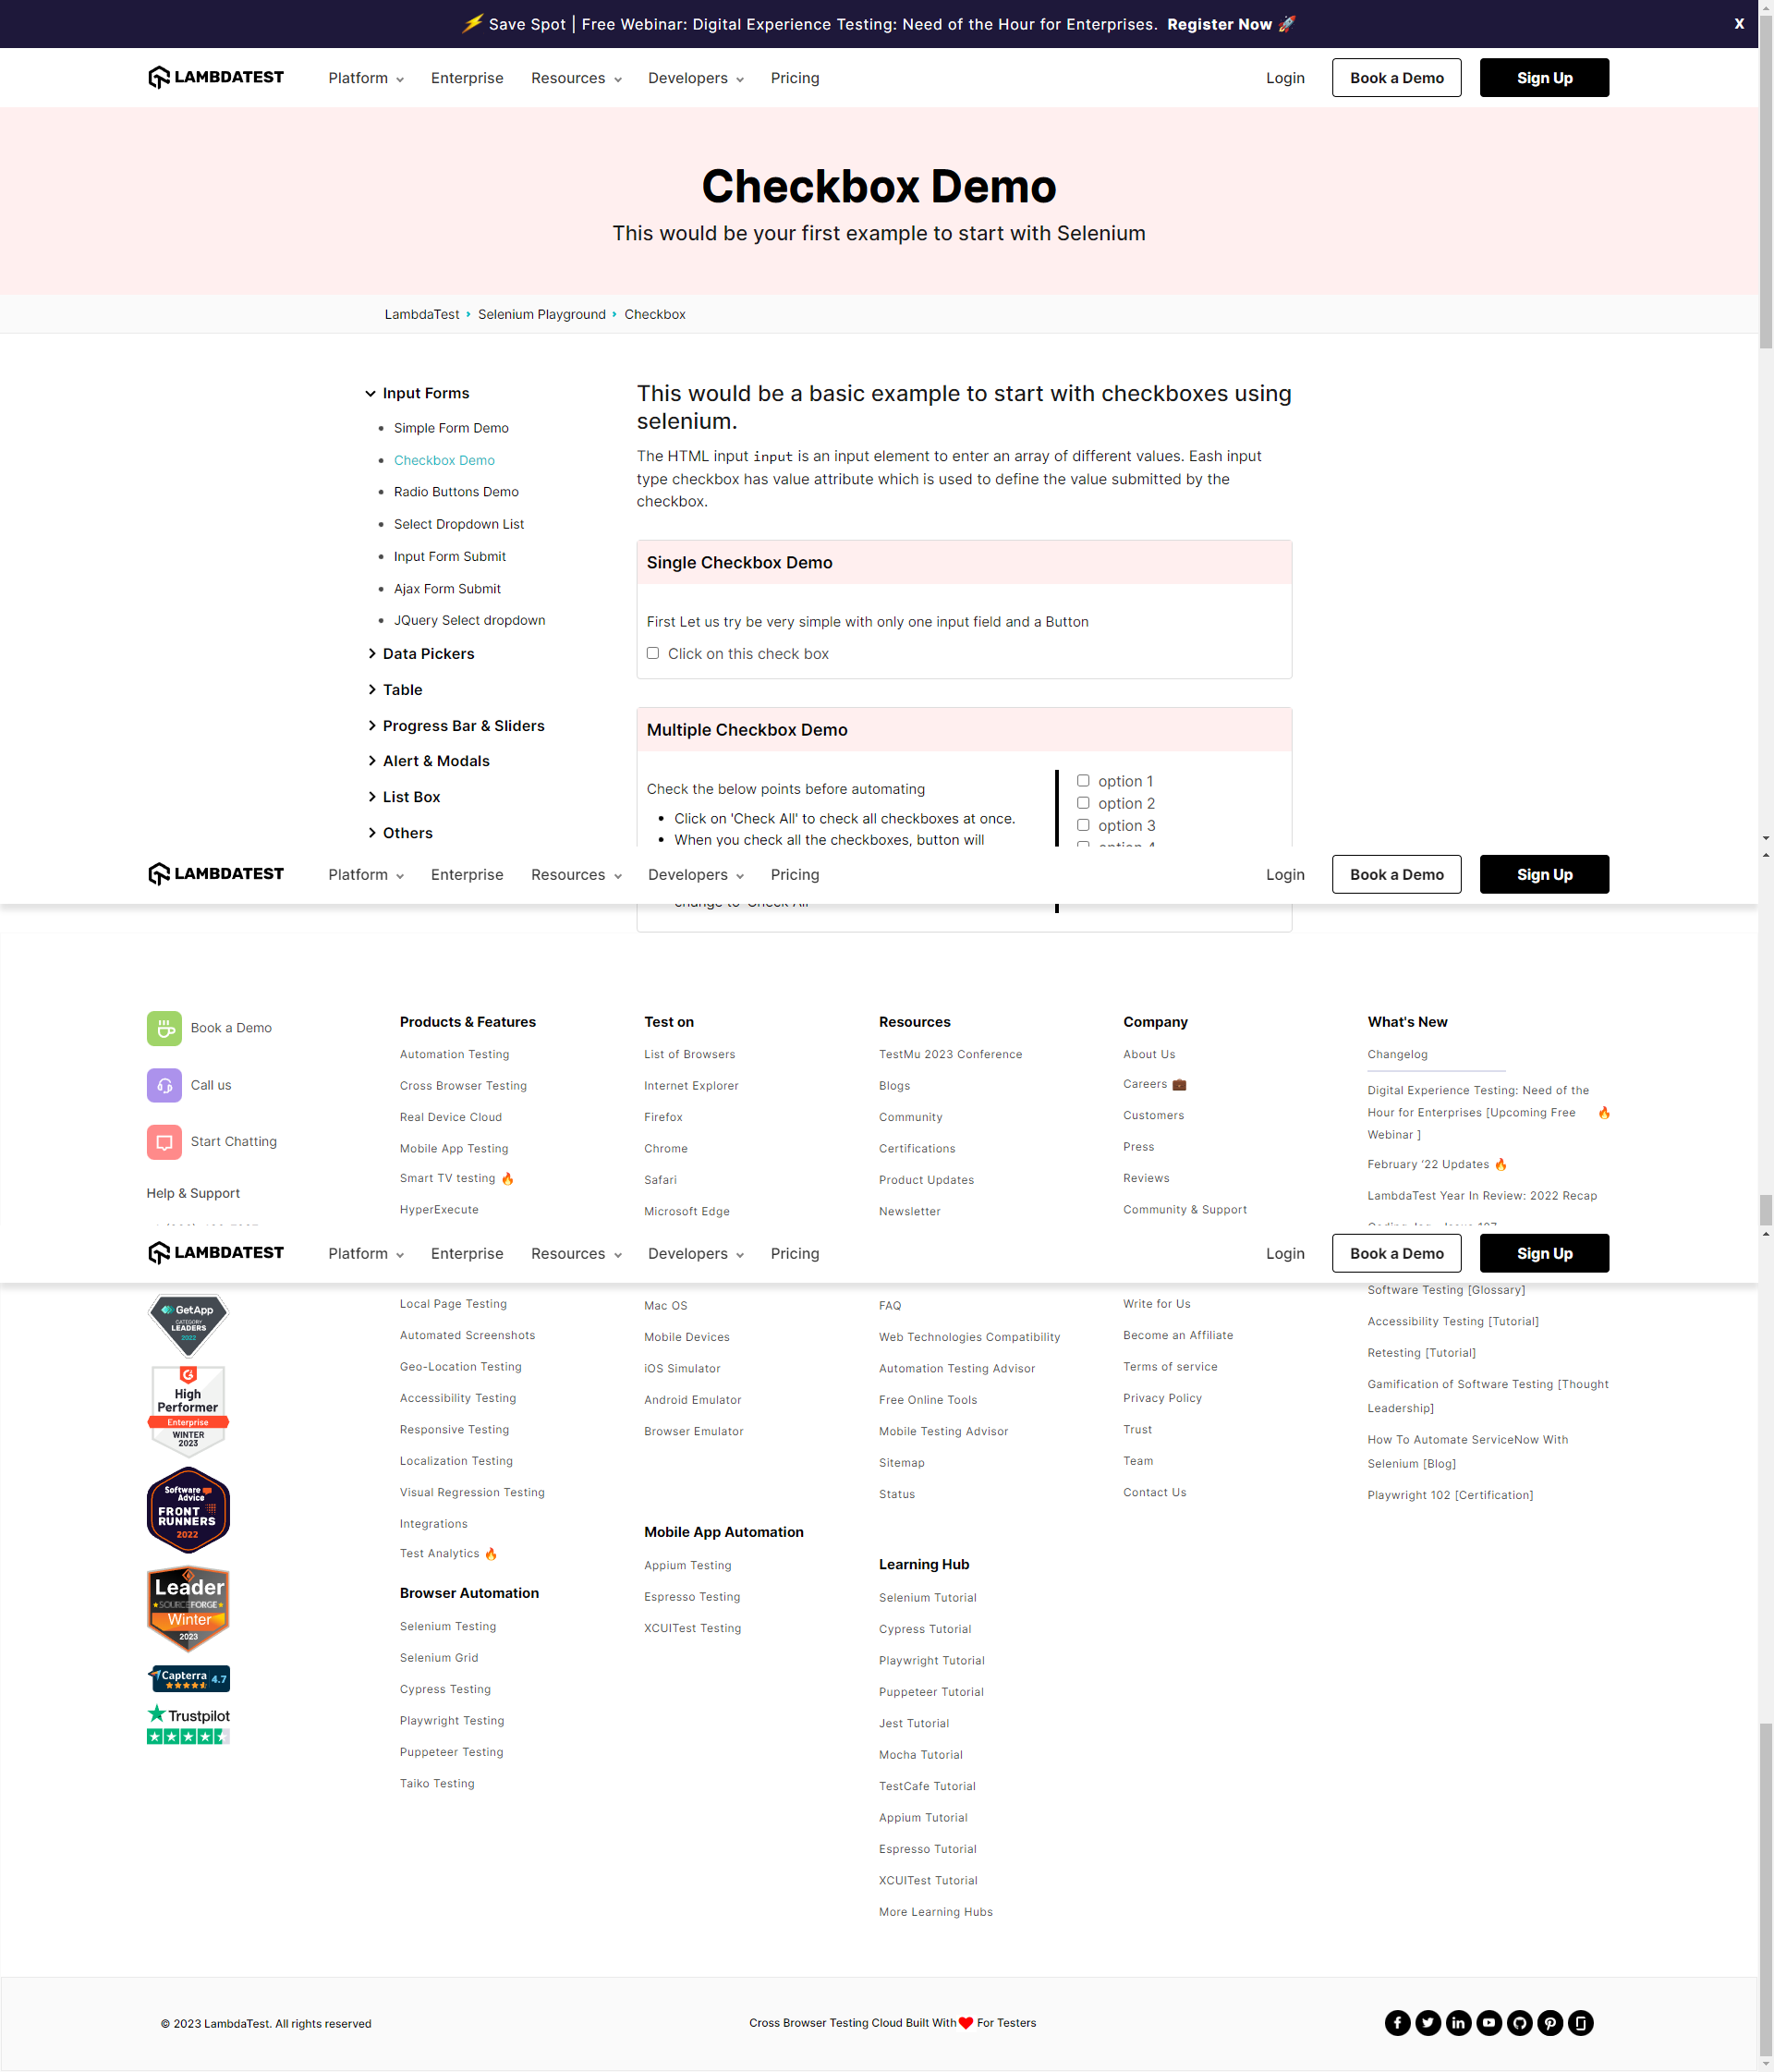 Save Spot | Free Webinar: Digital Experience Testing: Need of the Hour for Enterprises. Register Now
X
LAMBDATEST Platform Enterprise Resources Developers Pricing Login Book a Demo Sign Up
Checkbox Demo
This would be your first example to start with Selenium
LambdaTest › Selenium Playground › Checkbox
Input Forms
Simple Form Demo
Checkbox Demo
Radio Buttons Demo
Select Dropdown List
Input Form Submit
Ajax Form Submit
JQuery Select dropdown
Data Pickers
Table
Progress Bar & Sliders
Alert & Modals
List Box
Others
This would be a basic example to start with checkboxes using
selenium.
The HTML input input is an input element to enter an array of different values. Eash input
type checkbox has value attribute which is used to define the value submitted by the
checkbox.
Single Checkbox Demo
First Let us try be very simple with only one input field and a Button
Click on this check box
Multiple Checkbox Demo
Check the below points before automating
• Click on 'Check All' to check all checkboxes at once.
• When you check all the checkboxes, button will
option 1
option 2
option 3
LAMBDATEST Platform Enterprise Resources Developers Pricing Login Book a Demo Sign Up
Book a Demo
Call us
Start Chatting
Help & Support
Products & Features
Automation Testing
Cross Browser Testing
Real Device Cloud
Mobile App Testing
Smart TV testing
HyperExecute
Test on
List of Browsers
Internet Explorer
Firefox
Chrome
Safari
Microsoft Edge
Resources
TestMu 2023 Conference
Blogs
Community
Certifications
Product Updates
Newsletter
Company
About Us
Careers
Customers
Press
Reviews
Community & Support
What's New
Changelog
Digital Experience Testing: Need of the
Hour for Enterprises [Upcoming Free
Webinar ]
February '22 Updates
LambdaTest Year In Review: 2022 Recap
LAMBDATEST Platform Enterprise Resources Developers Pricing Login Book a Demo Sign Up
GetApp
CATEGORY
LEADERS
2022
High
Performer
Enterprise
WINTER
2023
Software
Advice
FRONT
RUNNERS
2022
Leader
SOURCEFORGE
Winter
2023
Capterra 4.7
Trustpilot
Local Page Testing
Automated Screenshots
Geo-Location Testing
Accessibility Testing
Responsive Testing
Localization Testing
Visual Regression Testing
Integrations
Test Analytics
Browser Automation
Selenium Testing
Selenium Grid
Cypress Testing
Playwright Testing
Puppeteer Testing
Taiko Testing
Mac OS
Mobile Devices
iOS Simulator
Android Emulator
Browser Emulator
Mobile App Automation
Appium Testing
Espresso Testing
XCUITest Testing
FAQ
Web Technologies Compatibility
Automation Testing Advisor
Free Online Tools
Mobile Testing Advisor
Sitemap
Status
Learning Hub
Selenium Tutorial
Cypress Tutorial
Playwright Tutorial
Puppeteer Tutorial
Jest Tutorial
Mocha Tutorial
TestCafe Tutorial
Appium Tutorial
Espresso Tutorial
XCUITest Tutorial
More Learning Hubs
Write for Us
Become an Affiliate
Terms of service
Privacy Policy
Trust
Team
Contact Us
Software Testing [Glossary]
Accessibility Testing [Tutorial]
Retesting [Tutorial]
Gamification of Software Testing [Thought
Leadership]
How To Automate ServiceNow With
Selenium [Blog]
Playwright 102 [Certification]
© 2023 LambdaTest. All rights reserved
Cross Browser Testing Cloud Built With For Testers